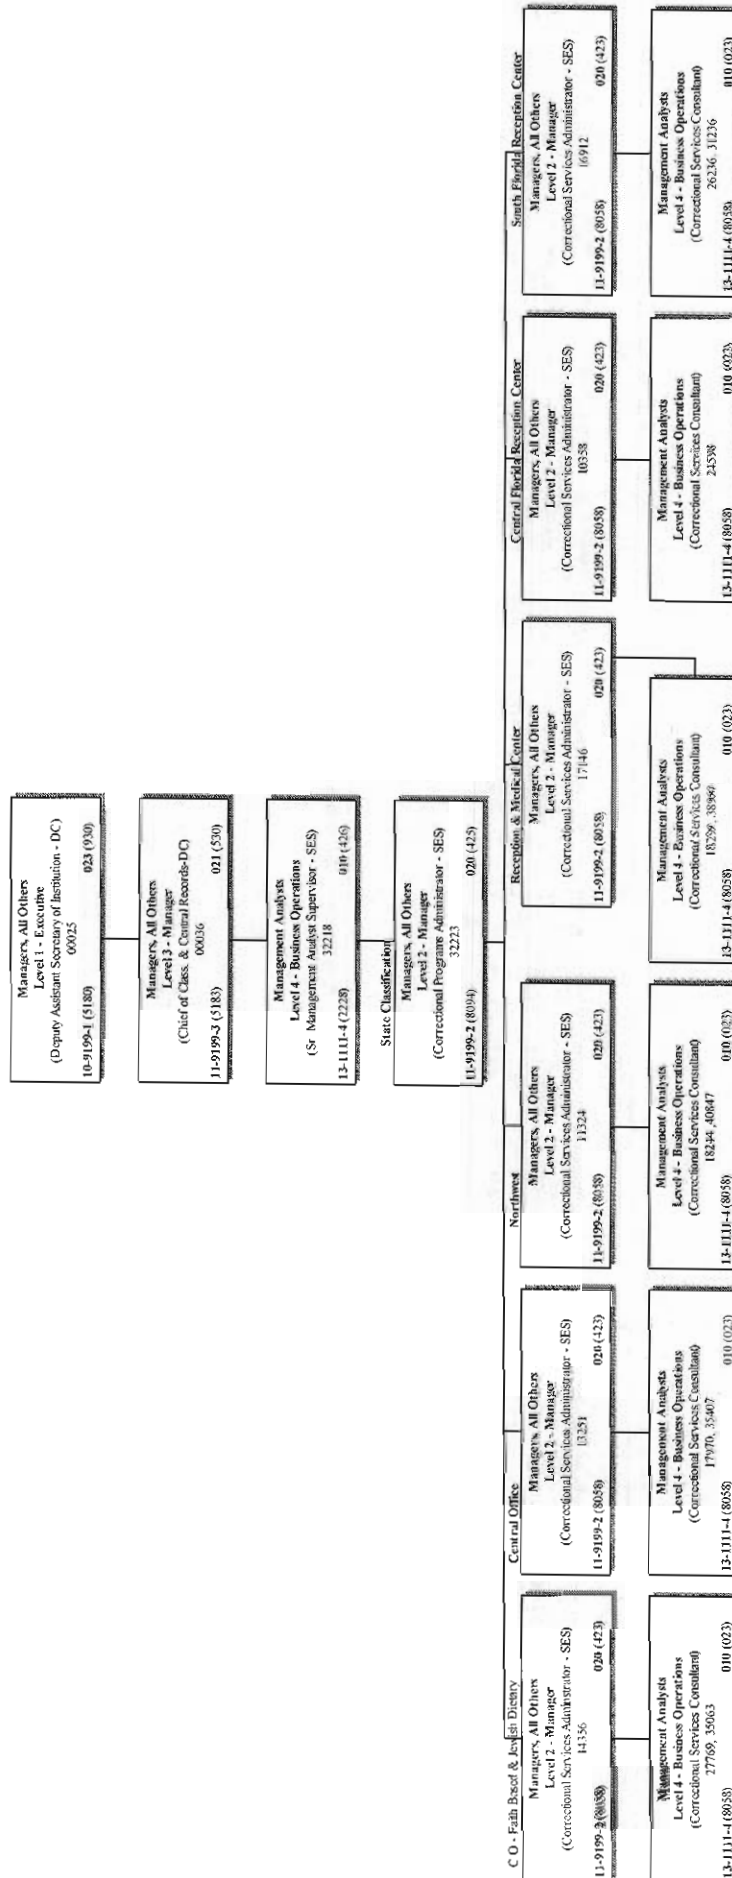 Managers, All Others
Level 1 - Executive
(Deputy Assistant Secretary of Institution - DC)
00025
10-9199-1 (5180) 023 (930)
Managers, All Others
Level 3 - Manager
(Chief of Class. & Central Records-DC)
00036
11-9199-3 (5183) 021 (530)
Management Analysts
Level 4 - Business Operations
(Sr Management Analyst Supervisor - SES)
32218
13-1111-4 (2228) 010 (426)
State Classification
Managers, All Others
Level 2 - Manager
(Correctional Programs Administrator - SES)
32223
11-9199-2 (8094) 020 (425)
C O - Faith Based & Jewish Dietary
Managers, All Others
Level 2 - Manager
(Correctional Services Administrator - SES)
14356
11-9199-2 (8058) 020 (423)
Management Analysts
Level 4 - Business Operations
(Correctional Services Consultant)
27769, 35063
13-1111-4 (8058) 010 (023)
Central Office
Managers, All Others
Level 2 - Manager
(Correctional Services Administrator - SES)
13251
11-9199-2 (8058) 020 (423)
Management Analysts
Level 4 - Business Operations
(Correctional Services Consultant)
17970, 35407
13-1111-4 (8058) 010 (023)
Northwest
Managers, All Others
Level 2 - Manager
(Correctional Services Administrator - SES)
11324
11-9199-2 (8058) 020 (423)
Management Analysts
Level 4 - Business Operations
(Correctional Services Consultant)
18244, 40847
13-1111-4 (8058) 010 (023)
Reception & Medical Center
Managers, All Others
Level 2 - Manager
(Correctional Services Administrator - SES)
17146
11-9199-2 (8058) 020 (423)
Management Analysts
Level 4 - Business Operations
(Correctional Services Consultant)
13-1111-4 (8058) 010 (023)
Central Florida Reception Center
Managers, All Others
Level 2 - Manager
(Correctional Services Administrator - SES)
10358
11-9199-2 (8058) 020 (423)
Management Analysts
Level 4 - Business Operations
(Correctional Services Consultant)
24598
13-1111-4 (8058) 010 (023)
South Florida Reception Center
Managers, All Others
Level 2 - Manager
(Correctional Services Administrator - SES)
16912
11-9199-2 (8058) 020 (423)
Management Analysts
Level 4 - Business Operations
(Correctional Services Consultant)
26236, 31236
13-1111-4 (8058) 010 (023)